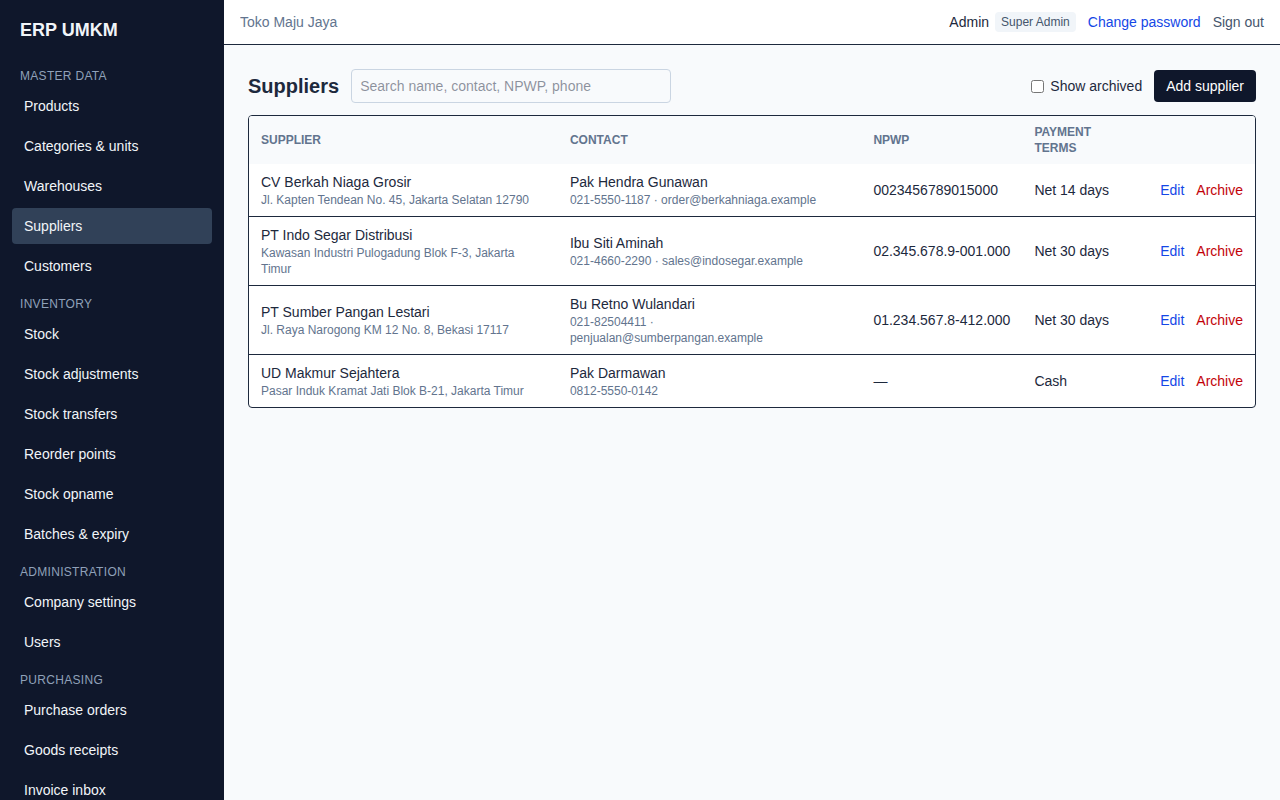 ERP UMKM
MASTER DATA
Products
Categories & units
Warehouses
Suppliers
Customers
INVENTORY
Stock
Stock adjustments
Stock transfers
Reorder points
Stock opname
Batches & expiry
ADMINISTRATION
Company settings
Users
PURCHASING
Purchase orders
Goods receipts
Invoice inbox
Toko Maju Jaya
Admin Super Admin Change password Sign out
Suppliers Search name, contact, NPWP, phone Show archived Add supplier
SUPPLIER CONTACT NPWP PAYMENT TERMS
CV Berkah Niaga Grosir
Jl. Kapten Tendean No. 45, Jakarta Selatan 12790
Pak Hendra Gunawan
021-5550-1187 · order@berkahniaga.example
0023456789015000 Net 14 days Edit Archive
PT Indo Segar Distribusi
Kawasan Industri Pulogadung Blok F-3, Jakarta
Timur
Ibu Siti Aminah
021-4660-2290 · sales@indosegar.example
02.345.678.9-001.000 Net 30 days Edit Archive
PT Sumber Pangan Lestari
Jl. Raya Narogong KM 12 No. 8, Bekasi 17117
Bu Retno Wulandari
021-82504411 ·
penjualan@sumberpangan.example
01.234.567.8-412.000 Net 30 days Edit Archive
UD Makmur Sejahtera
Pasar Induk Kramat Jati Blok B-21, Jakarta Timur
Pak Darmawan
0812-5550-0142
— Cash Edit Archive